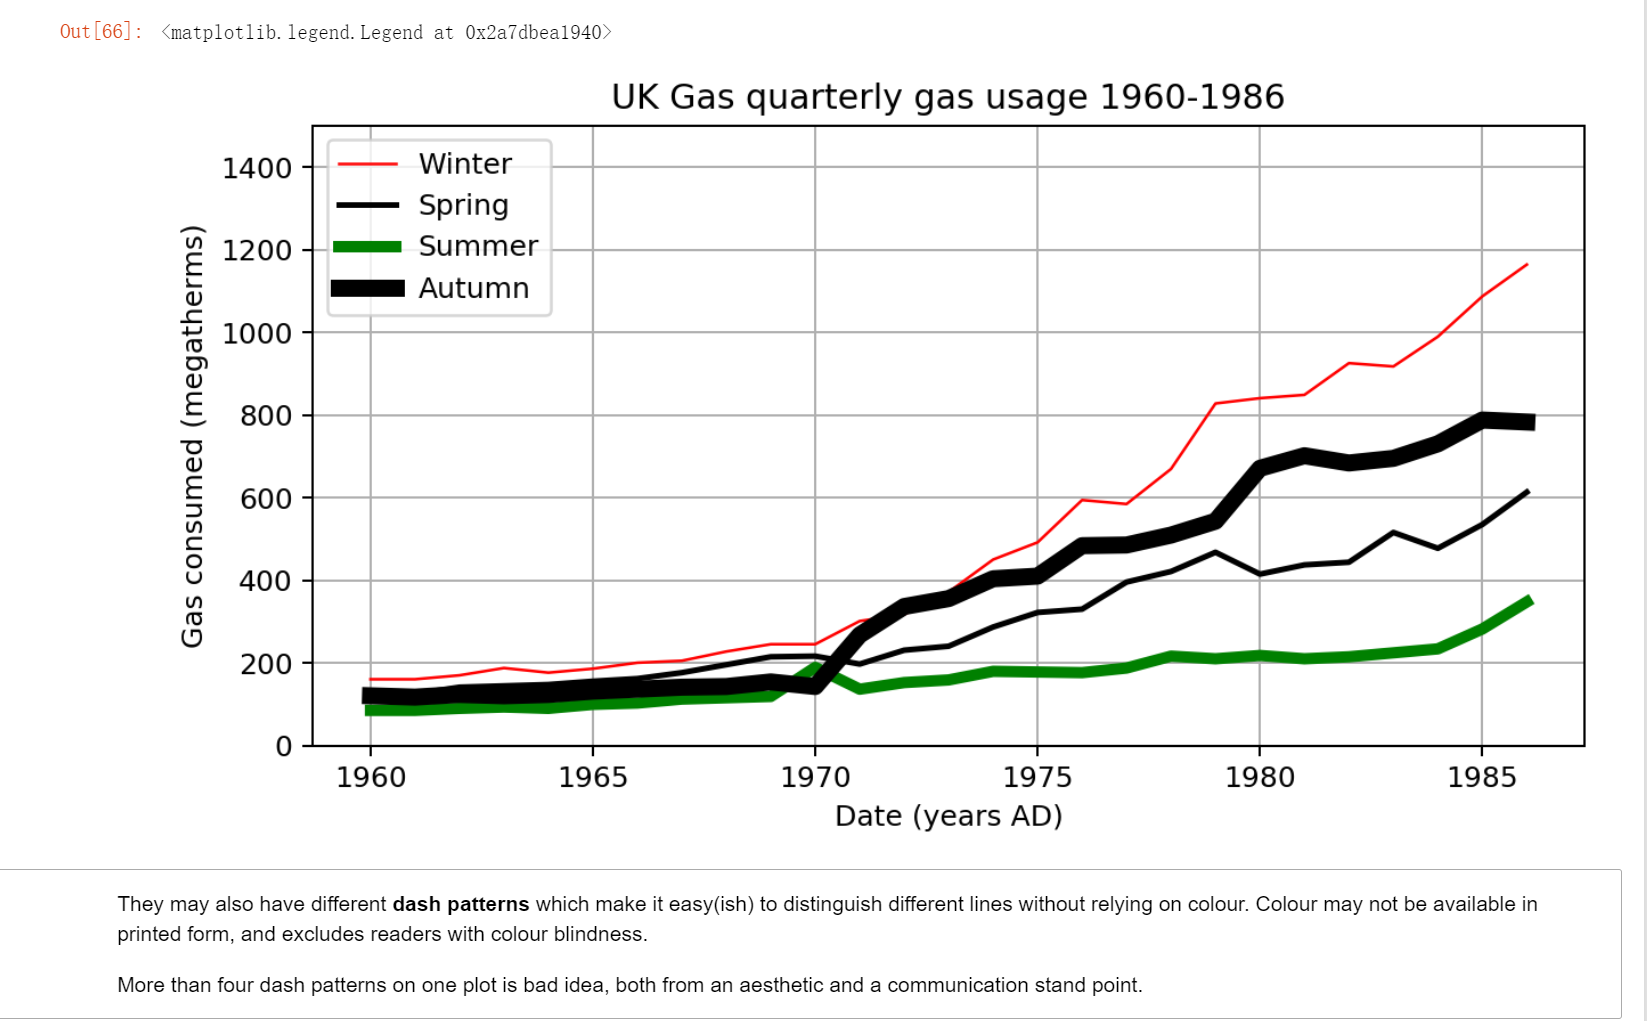 Out[66]: <matplotlib.legend.Legend at 0x2a7dbea1940>
UK Gas quarterly gas usage 1960-1986
Winter
Spring
Summer
Autumn
1400
1200
1000
800
600
400
200
0
Gas consumed (megatherms)
1960 1965 1970 1975 1980 1985
Date (years AD)
They may also have different dash patterns which make it easy(ish) to distinguish different lines without relying on colour. Colour may not be available in
printed form, and excludes readers with colour blindness.
More than four dash patterns on one plot is bad idea, both from an aesthetic and a communication stand point.